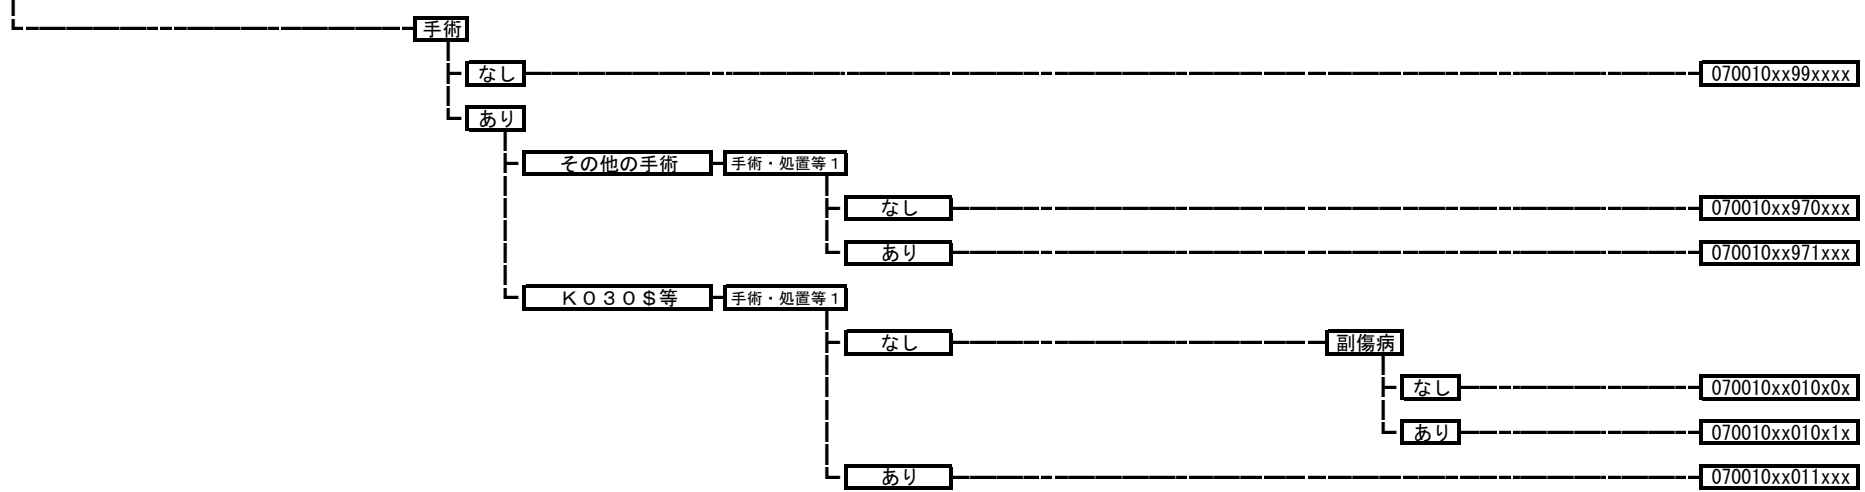 手術
なし 070010xx99xxxx
あり
その他の手術 手術・処置等1
なし 070010xx970xxx
あり 070010xx971xxx
K030$等 手術・処置等1
なし 副傷病
なし 070010xx010x0x
あり 070010xx010x1x
あり 070010xx011xxx